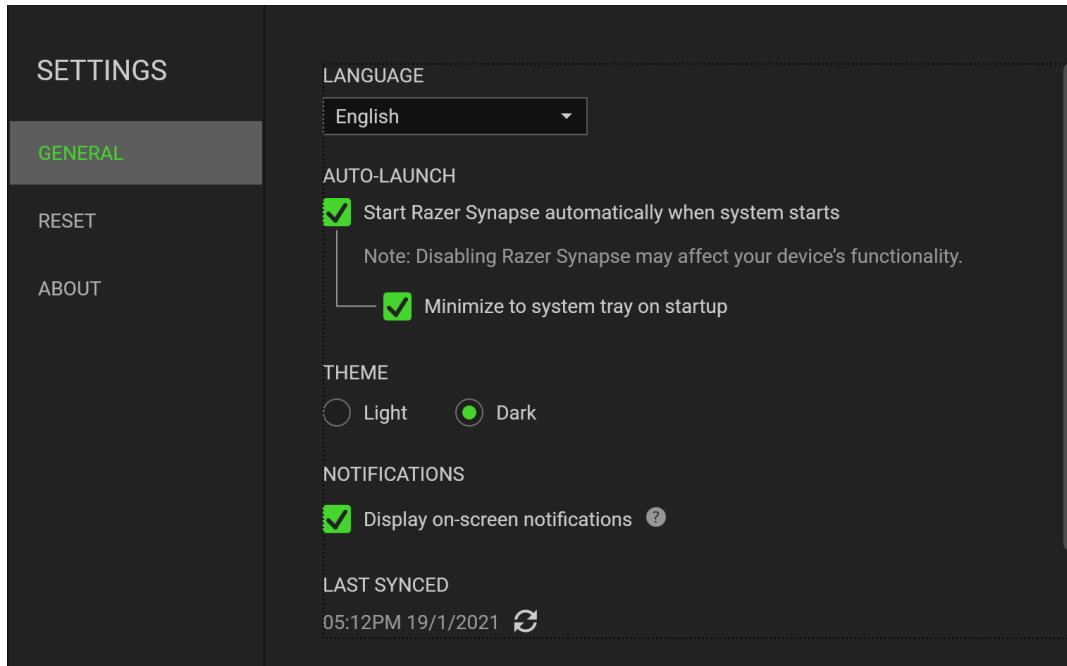 SETTINGS
GENERAL
RESET
ABOUT
LANGUAGE
English
AUTO-LAUNCH
Start Razer Synapse automatically when system starts
Note: Disabling Razer Synapse may affect your device’s functionality.
Minimize to system tray on startup
THEME
Light Dark
NOTIFICATIONS
Display on-screen notifications ?
LAST SYNCED
05:12PM 19/1/2021